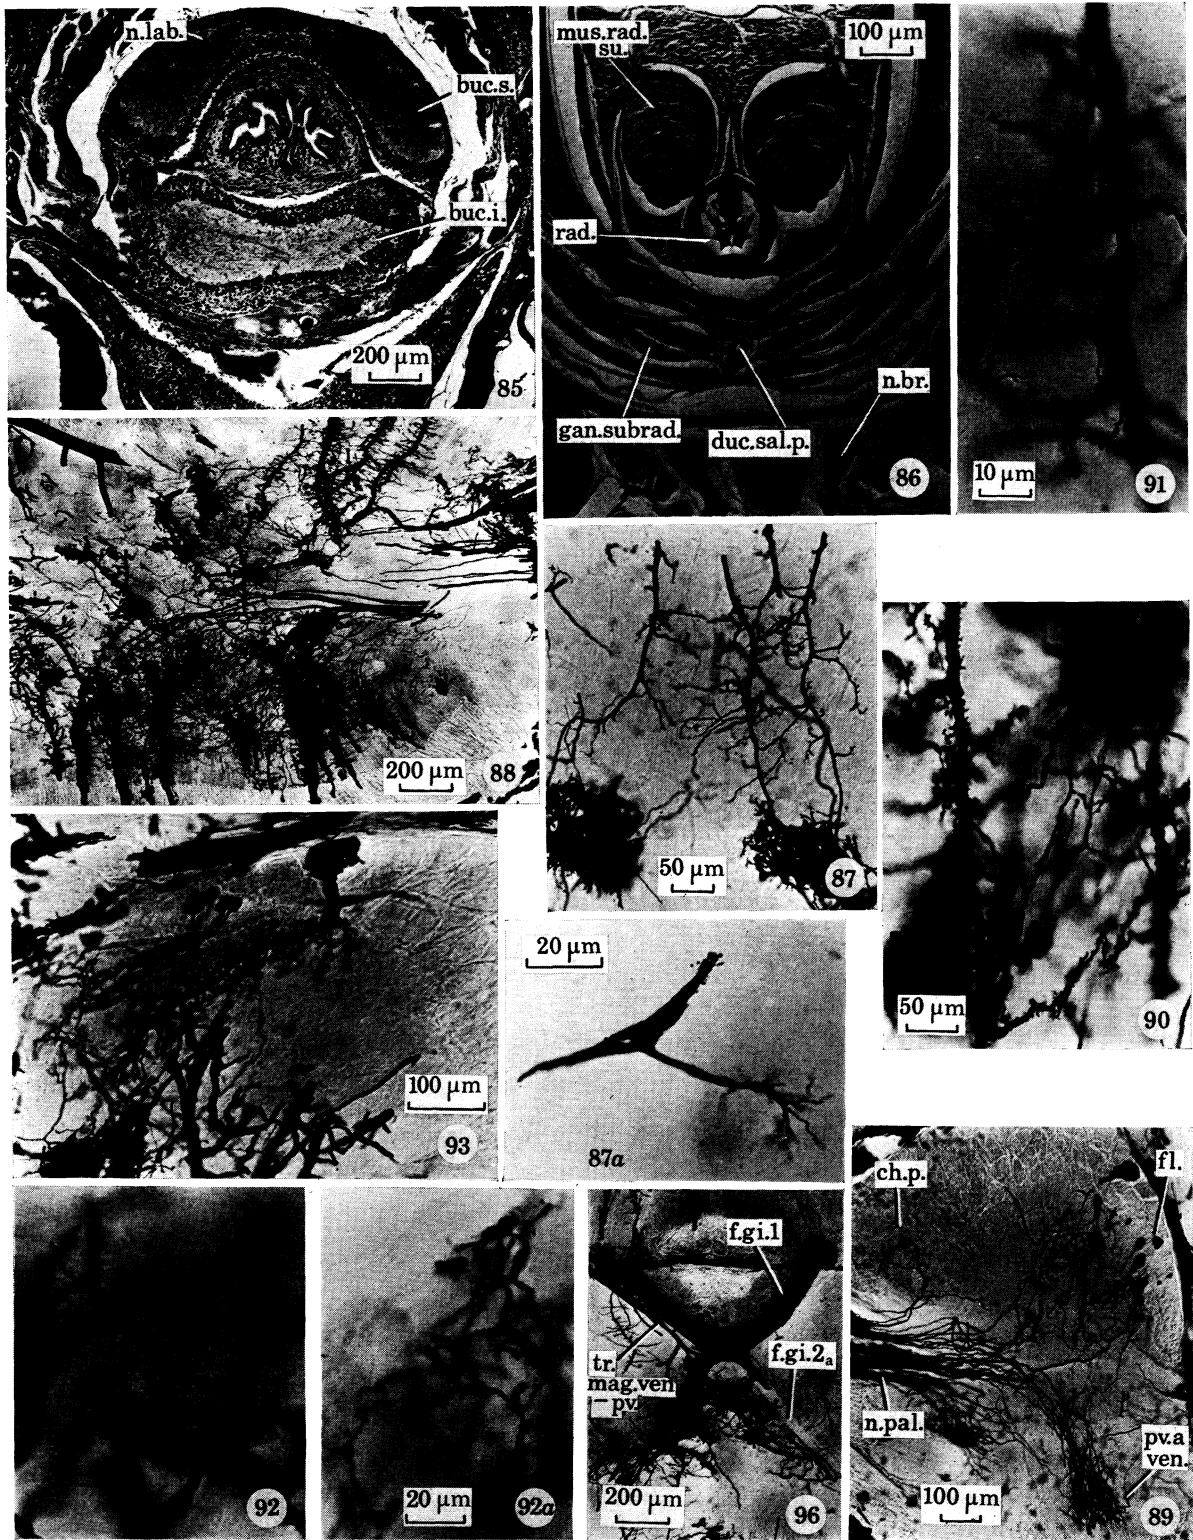 n.lab.
buc.s.
buc.i.
200 μm
85
mus.rad.
su.
100 μm
rad.
n.br.
gan.subrad.
duc.sal.p.
86
10 μm
91
200 μm
88
50 μm
87
50 μm
90
100 μm
93
20 μm
87a
92
20 μm
92a
f.gi.1
tr.
mag.ven
–pv.
f.gi.2a
200 μm
96
ch.p.
fl.
n.pal.
pv.a
ven.
100 μm
89